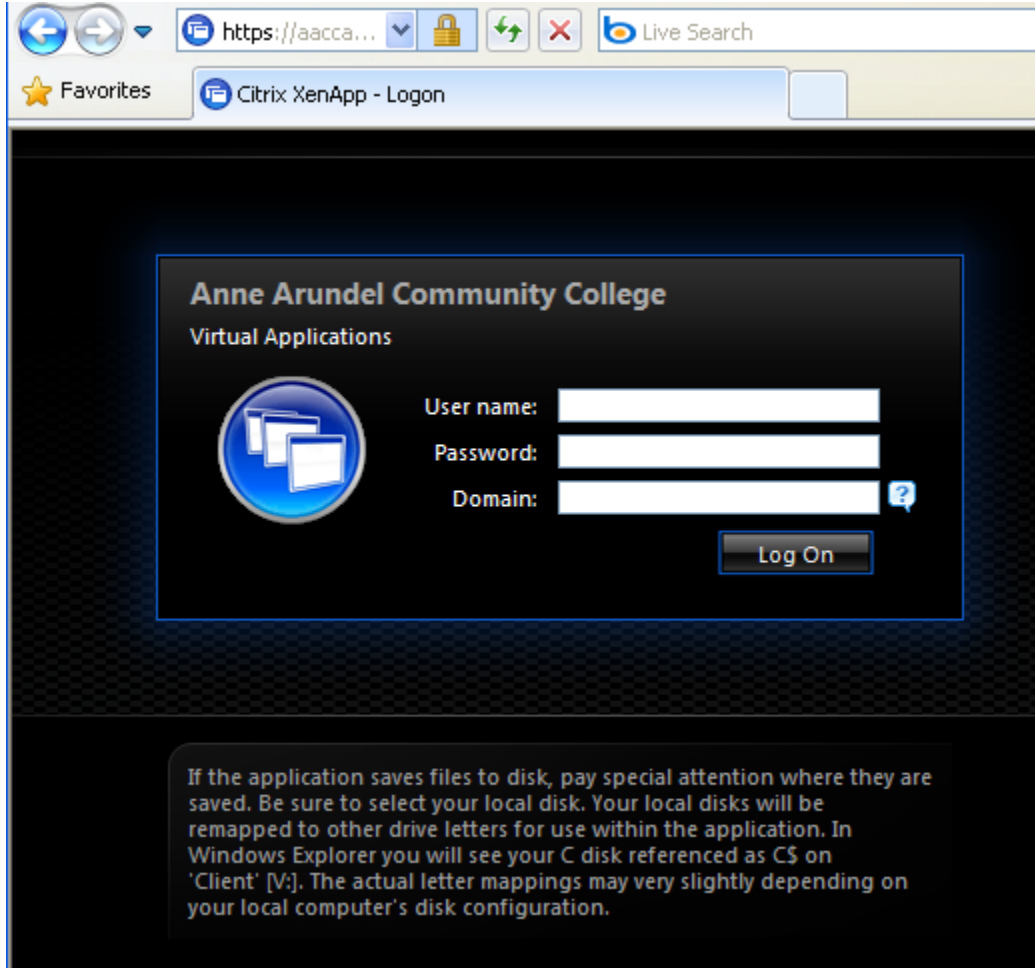 https://aacca...
Live Search
Favorites
Citrix XenApp - Logon
Anne Arundel Community College
Virtual Applications
User name:
Password:
Domain:
?
Log On
If the application saves files to disk, pay special attention where they are
saved. Be sure to select your local disk. Your local disks will be
remapped to other drive letters for use within the application. In
Windows Explorer you will see your C disk referenced as C$ on
'Client' [V:]. The actual letter mappings may very slightly depending on
your local computer's disk configuration.